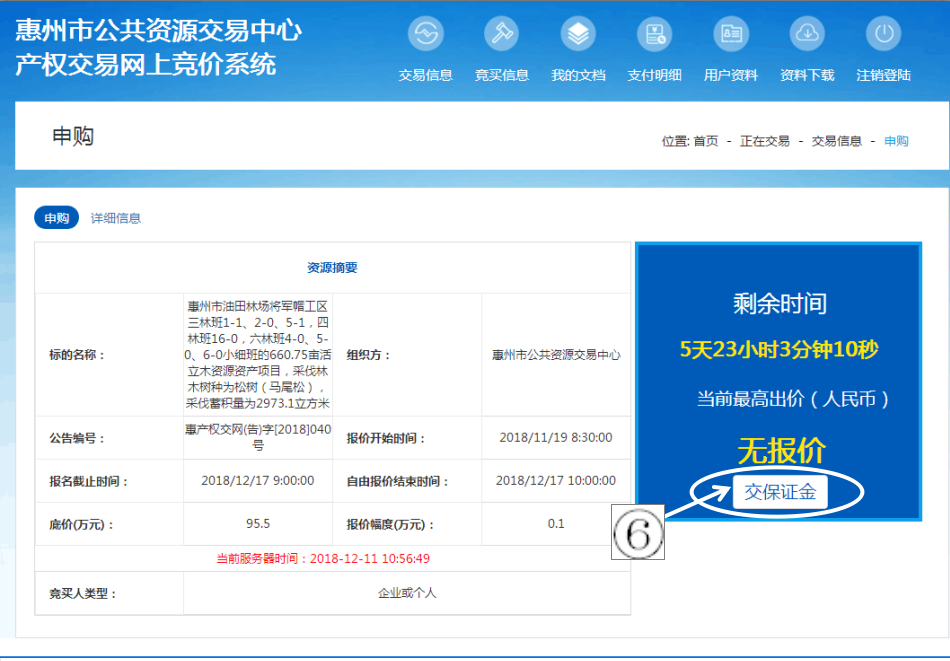 惠州市公共资源交易中心
产权交易网上竞价系统
交易信息 竞买信息 我的文档 支付明细 用户资料 资料下载 注销登陆
申购
位置: 首页 - 正在交易 - 交易信息 - 申购
申购 详细信息
资源摘要
标的名称：
惠州市油田林场将军帽工区
三林班1-1、2-0、5-1，四
林班16-0，六林班4-0、5-
0、6-0小细班的660.75亩活
立木资源资产项目，采伐林
木树种为松树（马尾松），
采伐蓄积量为2973.1立方米
组织方：
惠州市公共资源交易中心
公告编号：
惠产权交网(告)字[2018]040
号
报价开始时间：
2018/11/19 8:30:00
报名截止时间：
2018/12/17 9:00:00
自由报价结束时间：
2018/12/17 10:00:00
底价(万元)：
95.5
报价幅度(万元)：
0.1
当前服务器时间：2018-12-11 10:56:49
竞买人类型：
企业或个人
剩余时间
5天23小时3分钟10秒
当前最高出价（人民币）
无报价
交保证金
⑥